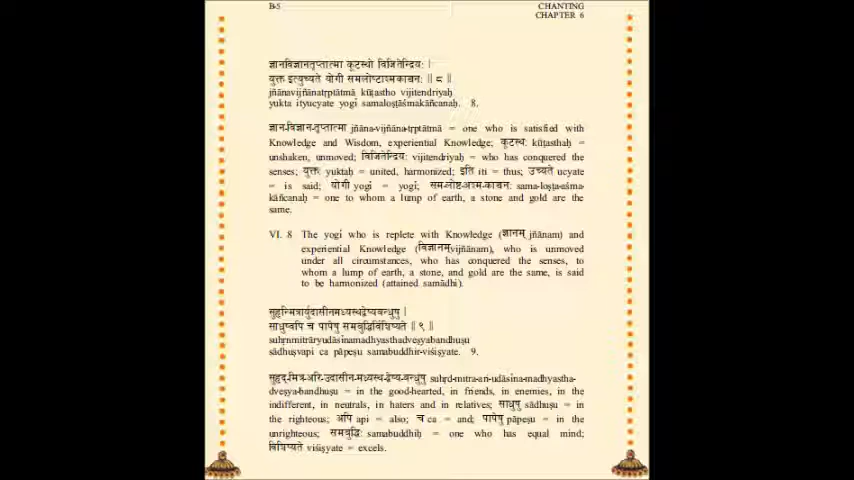 B-5 CHANTING
CHAPTER 6
ज्ञानविज्ञानतृप्तात्मा कूटस्थो विजितेन्द्रियः |
युक्त इत्युच्यते योगी समलोष्टाश्मकाञ्चनः || ८ ||
jñānavijñānatṛptātmā kūṭastho vijitendriyaḥ
yukta ityucyate yogī samaloṣṭāśmakāñcanaḥ. 8.
ज्ञान-विज्ञान-तृप्तात्मा jñāna-vijñāna-tṛptātmā = one who is satisfied with
Knowledge and Wisdom, experiential Knowledge; कूटस्थः kūṭasthaḥ =
unshaken, unmoved; विजितेन्द्रियः vijitendriyaḥ = who has conquered the
senses; युक्तः yuktaḥ = united, harmonized; इति iti = thus; उच्यते ucyate
= is said; योगी yogī = yogi; सम-लोष्ट-अश्म-काञ्चनः sama-loṣṭa-aśma-
kāñcanaḥ = one to whom a lump of earth, a stone and gold are the
same.
VI. 8 The yogi who is replete with Knowledge (ज्ञानम् jñānam) and
experiential Knowledge (विज्ञानम्vijñānam), who is unmoved
under all circumstances, who has conquered the senses, to
whom a lump of earth, a stone, and gold are the same, is said
to be harmonized (attained samādhi).
सुहृन्मित्रार्युदासीनमध्यस्थद्वेष्यबन्धुषु |
साधुष्वपि च पापेषु समबुद्धिर्विशिष्यते || ९ ||
suhṛnmitrāryudāsīnamadhyasthadveṣyabandhuṣu
sādhuṣvapi ca pāpeṣu samabuddhir-viśiṣyate. 9.
सुहृद्-मित्र-अरि-उदासीन-मध्यस्थ-द्वेष्य-बन्धुषु suhṛd-mitra-ari-udāsīna-madhyastha-
dveṣya-bandhuṣu = in the good-hearted, in friends, in enemies, in the
indifferent, in neutrals, in haters and in relatives; साधुषु sādhuṣu = in
the righteous; अपि api = also; च ca = and; पापेषु pāpeṣu = in the
unrighteous; समबुद्धिः samabuddhiḥ = one who has equal mind;
विशिष्यते viśiṣyate = excels.